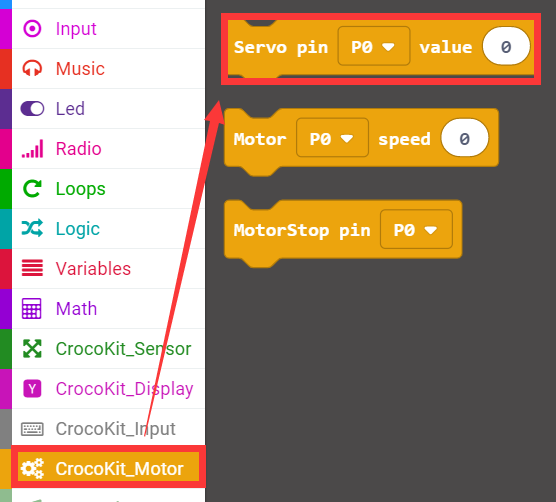 Input
Music
Led
Radio
Loops
Logic
Variables
Math
CrocoKit_Sensor
Y CrocoKit_Display
CrocoKit_Input
CrocoKit_Motor
Servo pin P0 value 0
Motor P0 speed 0
MotorStop pin P0